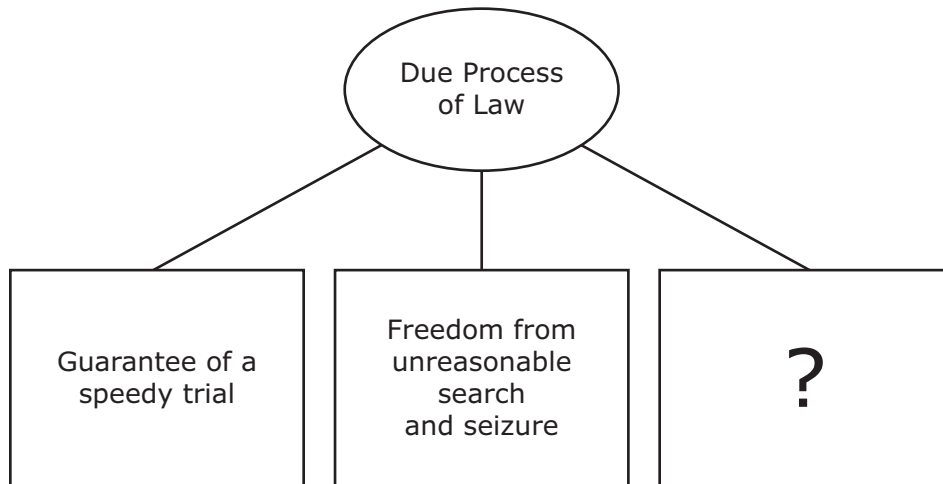 Due Process
of Law
Guarantee of a
speedy trial
Freedom from
unreasonable
search
and seizure
?